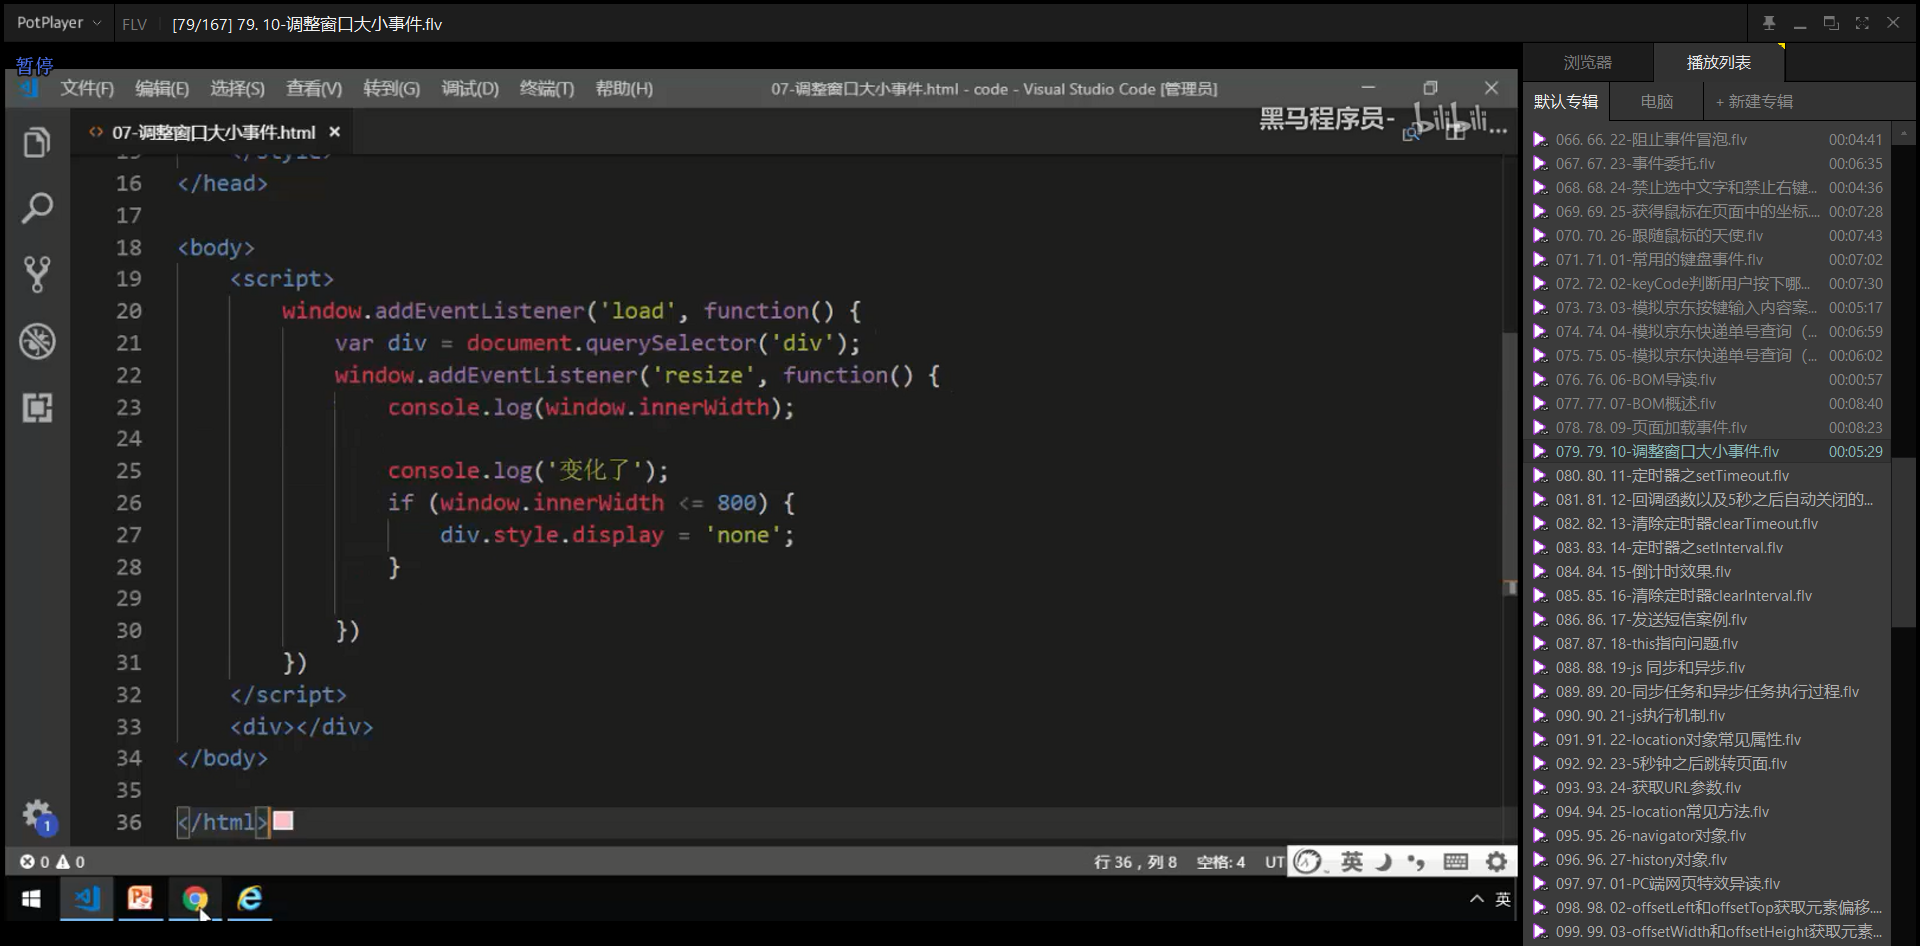 PotPlayer
FLV
[79/167] 79. 10-调整窗口大小事件.flv
暂停
文件(F) 编辑(E) 选择(S) 查看(V) 转到(G) 调试(D) 终端(T) 帮助(H)
07-调整窗口大小事件.html - code - Visual Studio Code [管理员]
黑马程序员-
bilibili
07-调整窗口大小事件.html
16 </head>
17
18 <body>
19 <script>
20 window.addEventListener('load', function() {
21 var div = document.querySelector('div');
22 window.addEventListener('resize', function() {
23 console.log(window.innerWidth);
24
25 console.log('变化了');
26 if (window.innerWidth <= 800) {
27 div.style.display = 'none';
28 }
29
30 })
31 })
32 </script>
33 <div></div>
34 </body>
35
36 </html>
1
0 0
行 36，列 8 空格: 4 UT
英
英
浏览器 播放列表
默认专辑 电脑 + 新建专辑
066. 66. 22-阻止事件冒泡.flv 00:04:41
067. 67. 23-事件委托.flv 00:06:35
068. 68. 24-禁止选中文字和禁止右键... 00:04:36
069. 69. 25-获得鼠标在页面中的坐标.... 00:07:28
070. 70. 26-跟随鼠标的天使.flv 00:07:43
071. 71. 01-常用的键盘事件.flv 00:07:02
072. 72. 02-keyCode判断用户按下哪... 00:07:30
073. 73. 03-模拟京东按键输入内容案... 00:05:17
074. 74. 04-模拟京东快递单号查询（... 00:06:59
075. 75. 05-模拟京东快递单号查询（... 00:06:02
076. 76. 06-BOM导读.flv 00:00:57
077. 77. 07-BOM概述.flv 00:08:40
078. 78. 09-页面加载事件.flv 00:08:23
079. 79. 10-调整窗口大小事件.flv 00:05:29
080. 80. 11-定时器之setTimeout.flv
081. 81. 12-回调函数以及5秒之后自动关闭的...
082. 82. 13-清除定时器clearTimeout.flv
083. 83. 14-定时器之setInterval.flv
084. 84. 15-倒计时效果.flv
085. 85. 16-清除定时器clearInterval.flv
086. 86. 17-发送短信案例.flv
087. 87. 18-this指向问题.flv
088. 88. 19-js 同步和异步.flv
089. 89. 20-同步任务和异步任务执行过程.flv
090. 90. 21-js执行机制.flv
091. 91. 22-location对象常见属性.flv
092. 92. 23-5秒钟之后跳转页面.flv
093. 93. 24-获取URL参数.flv
094. 94. 25-location常见方法.flv
095. 95. 26-navigator对象.flv
096. 96. 27-history对象.flv
097. 97. 01-PC端网页特效导读.flv
098. 98. 02-offsetLeft和offsetTop获取元素偏移....
099. 99. 03-offsetWidth和offsetHeight获取元素...